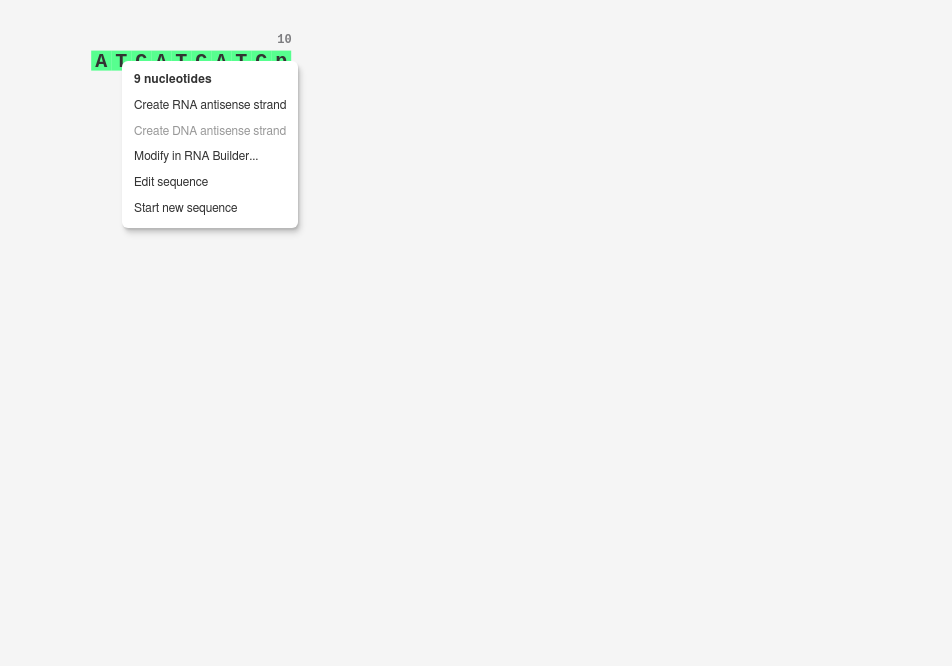 10
A T C A T C A T C p
9 nucleotides
Create RNA antisense strand
Create DNA antisense strand
Modify in RNA Builder...
Edit sequence
Start new sequence